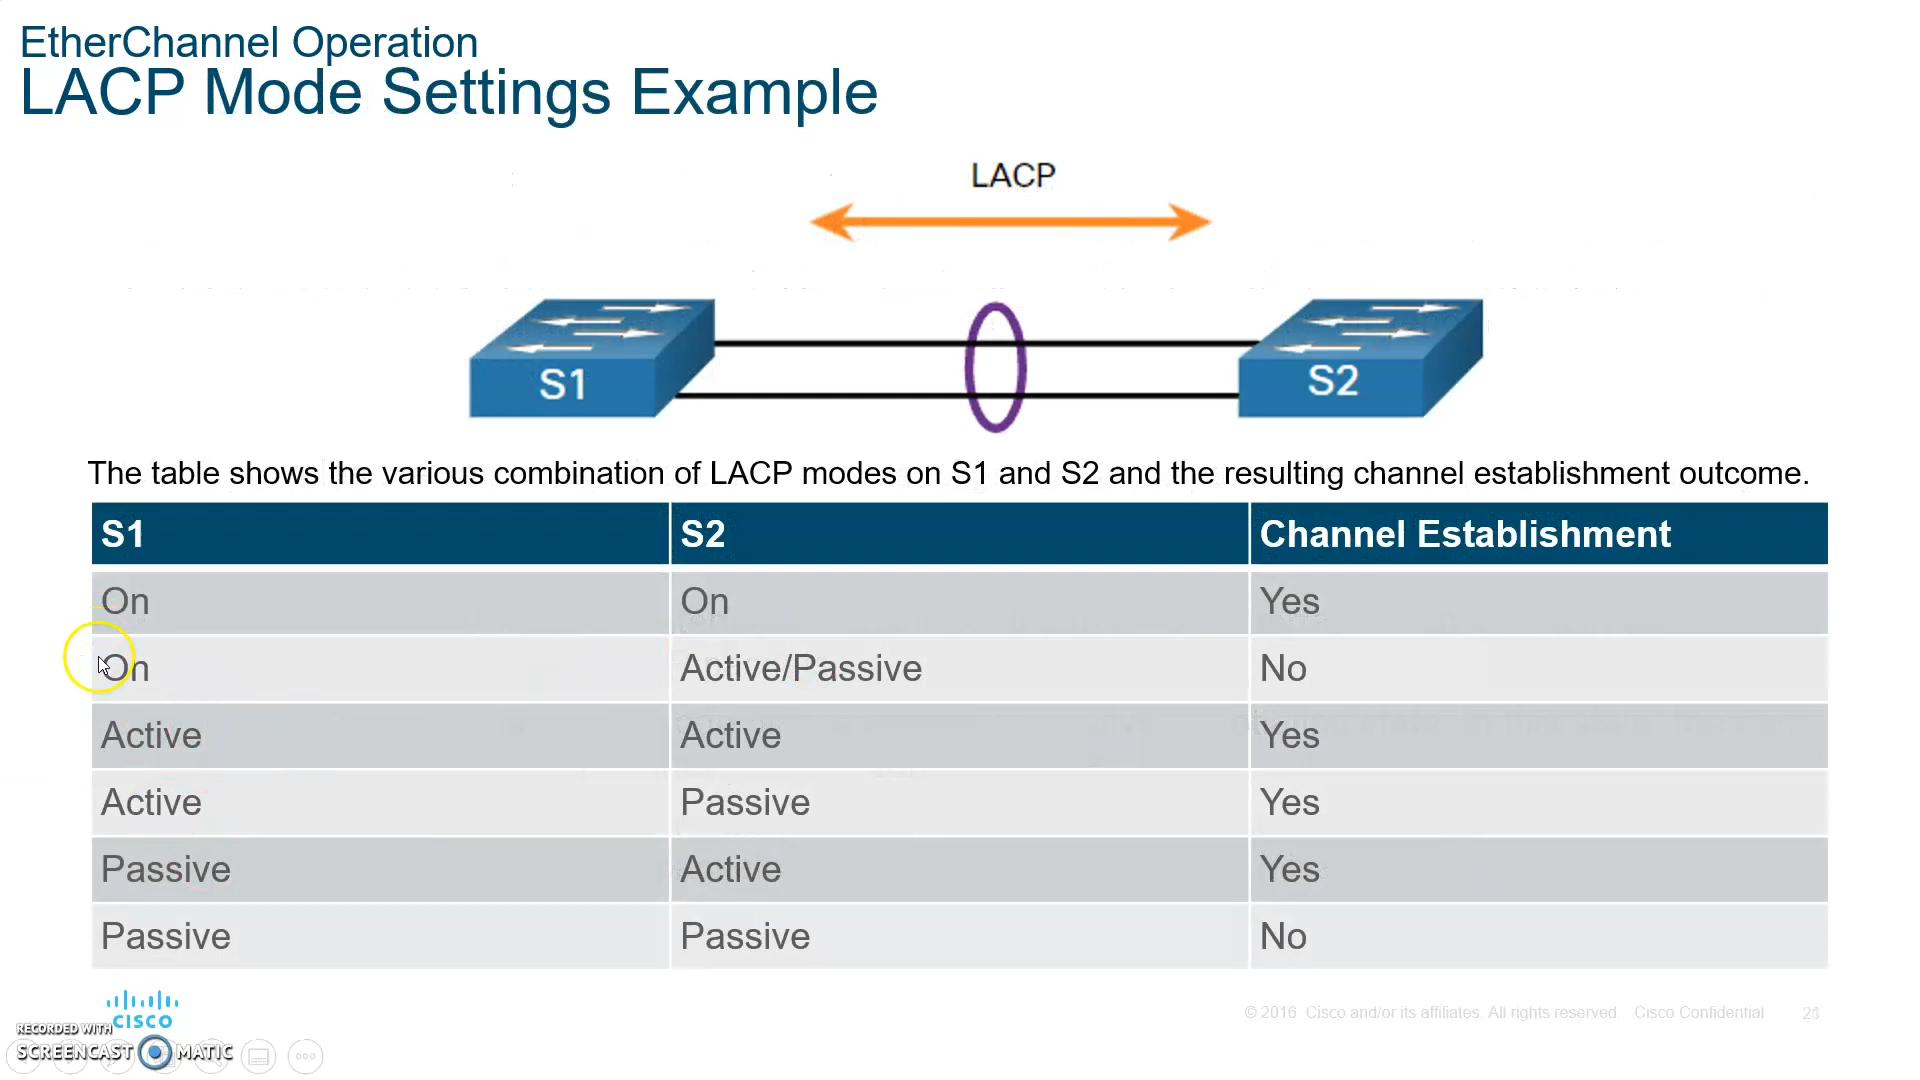 EtherChannel Operation
LACP Mode Settings Example
LACP
S1
S2
The table shows the various combination of LACP modes on S1 and S2 and the resulting channel establishment outcome.
S1 S2 Channel Establishment
On On Yes
On Active/Passive No
Active Active Yes
Active Passive Yes
Passive Active Yes
Passive Passive No
CISCO
© 2016 Cisco and/or its affiliates. All rights reserved. Cisco Confidential
RECORDED WITH
SCREENCAST MATIC